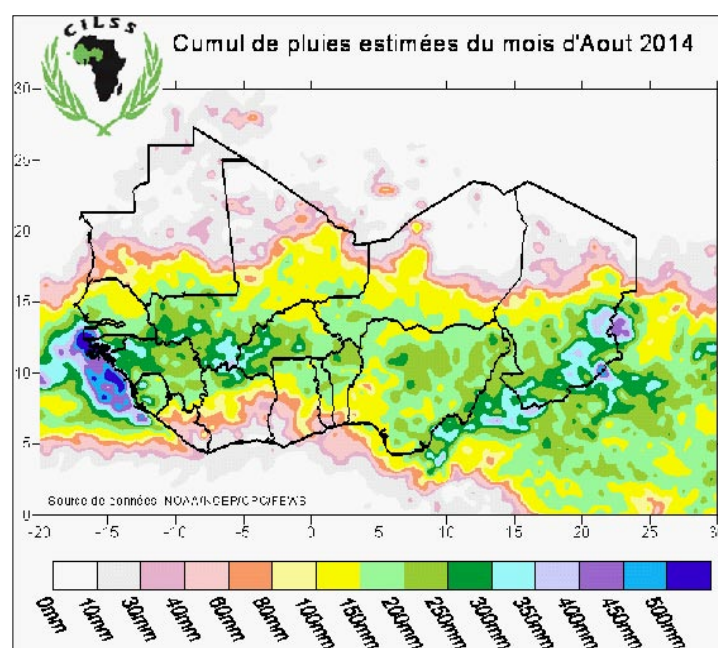 CILSS
Cumul de pluies estimées du mois d'Aout 2014
30
25
20
15
10
5
0
Source de données NOAA/NCEP/CPC/FEWS
-20 -15 -10 -5 0 5 10 15 20 25 30
0mm 10mm 30mm 40mm 60mm 80mm 100mm 150mm 200mm 250mm 300mm 350mm 400mm 450mm 500mm